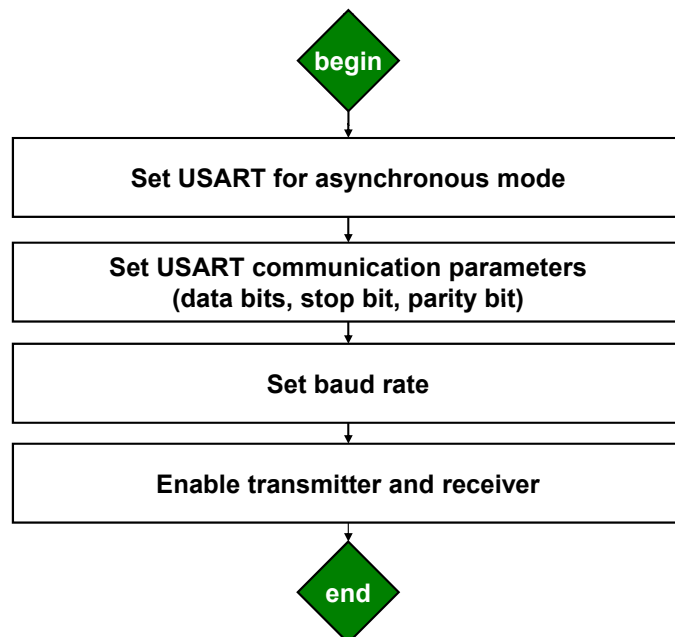 begin
Set USART for asynchronous mode
Set USART communication parameters
(data bits, stop bit, parity bit)
Set baud rate
Enable transmitter and receiver
end